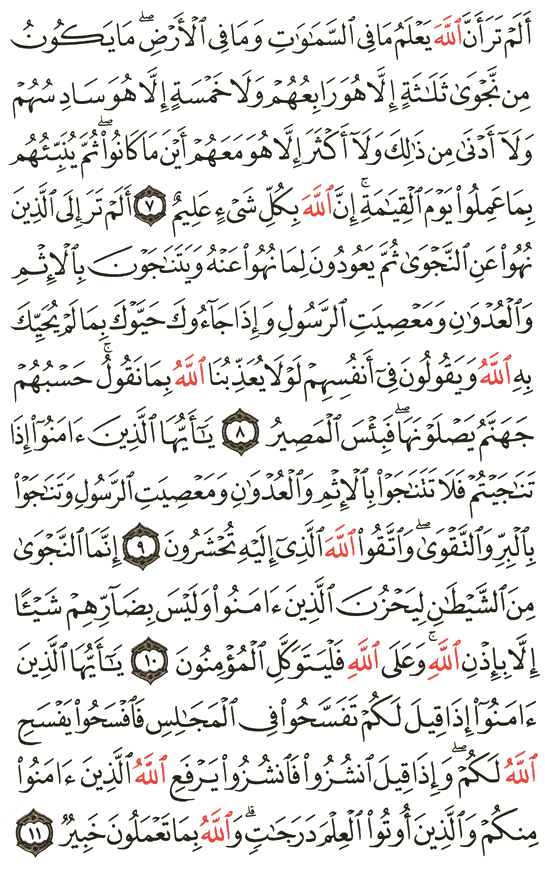 أَلَمْ تَرَ أَنَّ ٱللَّهَ يَعْلَمُ مَا فِى ٱلسَّمَٰوَٰتِ وَمَا فِى ٱلْأَرْضِ ۖ مَا يَكُونُ
مِن نَّجْوَىٰ ثَلَٰثَةٍ إِلَّا هُوَ رَابِعُهُمْ وَلَا خَمْسَةٍ إِلَّا هُوَ سَادِسُهُمْ
وَلَآ أَدْنَىٰ مِن ذَٰلِكَ وَلَآ أَكْثَرَ إِلَّا هُوَ مَعَهُمْ أَيْنَ مَا كَانُوا۟ ۖ ثُمَّ يُنَبِّئُهُم
بِمَا عَمِلُوا۟ يَوْمَ ٱلْقِيَٰمَةِ ۚ إِنَّ ٱللَّهَ بِكُلِّ شَىْءٍ عَلِيمٌ ٧ أَلَمْ تَرَ إِلَى ٱلَّذِينَ
نُهُوا۟ عَنِ ٱلنَّجْوَىٰ ثُمَّ يَعُودُونَ لِمَا نُهُوا۟ عَنْهُ وَيَتَنَٰجَوْنَ بِٱلْإِثْمِ
وَٱلْعُدْوَٰنِ وَمَعْصِيَتِ ٱلرَّسُولِ وَإِذَا جَآءُوكَ حَيَّوْكَ بِمَا لَمْ يُحَيِّكَ
بِهِ ٱللَّهُ وَيَقُولُونَ فِىٓ أَنفُسِهِمْ لَوْلَا يُعَذِّبُنَا ٱللَّهُ بِمَا نَقُولُ ۚ حَسْبُهُمْ
جَهَنَّمُ يَصْلَوْنَهَا ۖ فَبِئْسَ ٱلْمَصِيرُ ٨ يَٰٓأَيُّهَا ٱلَّذِينَ ءَامَنُوٓا۟ إِذَا
تَنَٰجَيْتُمْ فَلَا تَتَنَٰجَوْا۟ بِٱلْإِثْمِ وَٱلْعُدْوَٰنِ وَمَعْصِيَتِ ٱلرَّسُولِ وَتَنَٰجَوْا۟
بِٱلْبِرِّ وَٱلتَّقْوَىٰ ۖ وَٱتَّقُوا۟ ٱللَّهَ ٱلَّذِىٓ إِلَيْهِ تُحْشَرُونَ ٩ إِنَّمَا ٱلنَّجْوَىٰ
مِنَ ٱلشَّيْطَٰنِ لِيَحْزُنَ ٱلَّذِينَ ءَامَنُوا۟ وَلَيْسَ بِضَآرِّهِمْ شَيْـًٔا
إِلَّا بِإِذْنِ ٱللَّهِ ۚ وَعَلَى ٱللَّهِ فَلْيَتَوَكَّلِ ٱلْمُؤْمِنُونَ ١٠ يَٰٓأَيُّهَا ٱلَّذِينَ
ءَامَنُوٓا۟ إِذَا قِيلَ لَكُمْ تَفَسَّحُوا۟ فِى ٱلْمَجَٰلِسِ فَٱفْسَحُوا۟ يَفْسَحِ
ٱللَّهُ لَكُمْ ۖ وَإِذَا قِيلَ ٱنشُزُوا۟ فَٱنشُزُوا۟ يَرْفَعِ ٱللَّهُ ٱلَّذِينَ ءَامَنُوا۟
مِنكُمْ وَٱلَّذِينَ أُوتُوا۟ ٱلْعِلْمَ دَرَجَٰتٍ ۚ وَٱللَّهُ بِمَا تَعْمَلُونَ خَبِيرٌ ١١